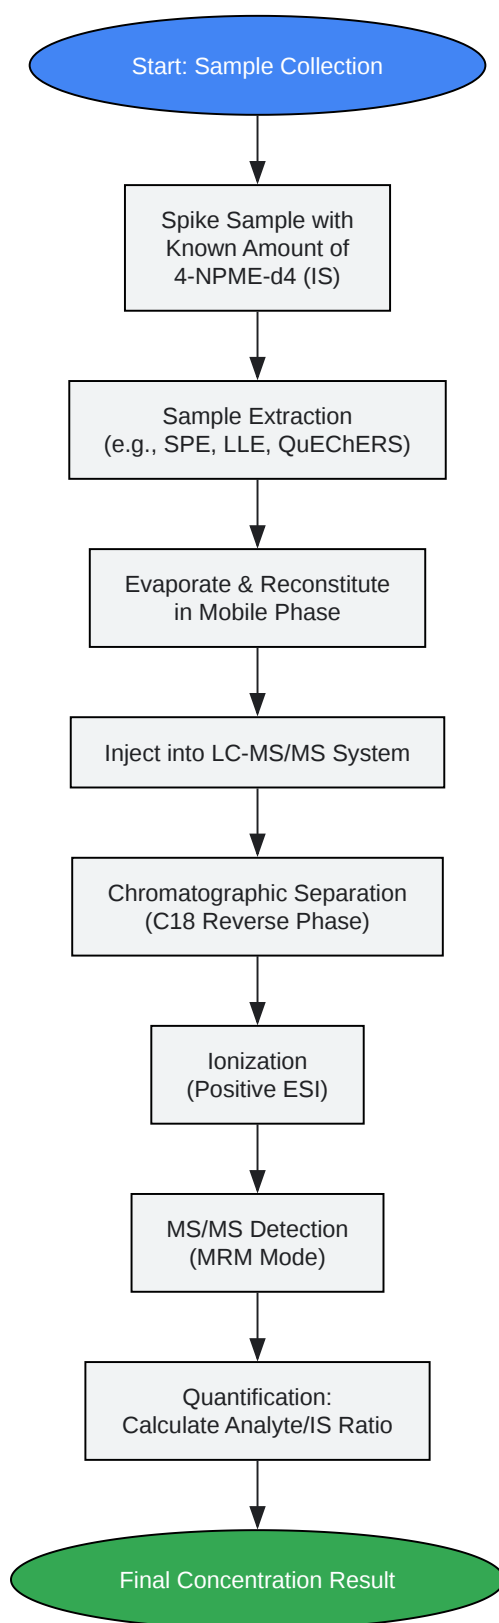 Start: Sample Collection
Spike Sample with
Known Amount of
4-NPME-d4 (IS)
Sample Extraction
(e.g., SPE, LLE, QuEChERS)
Evaporate & Reconstitute
in Mobile Phase
Inject into LC-MS/MS System
Chromatographic Separation
(C18 Reverse Phase)
Ionization
(Positive ESI)
MS/MS Detection
(MRM Mode)
Quantification:
Calculate Analyte/IS Ratio
Final Concentration Result